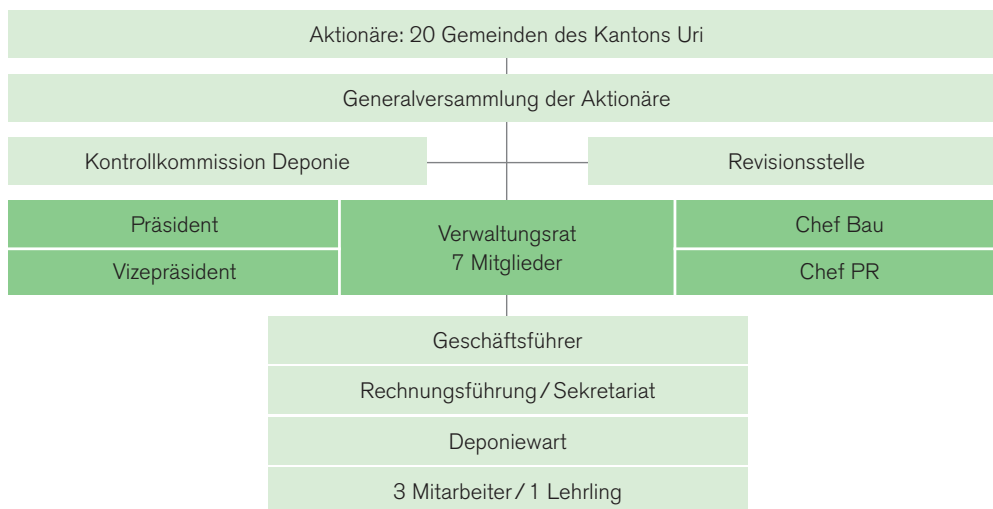 Aktionäre: 20 Gemeinden des Kantons Uri
Generalversammlung der Aktionäre
Kontrollkommission Deponie
Revisionsstelle
Präsident
Vizepräsident
Verwaltungsrat
7 Mitglieder
Chef Bau
Chef PR
Geschäftsführer
Rechnungsführung / Sekretariat
Deponiewart
3 Mitarbeiter / 1 Lehrling